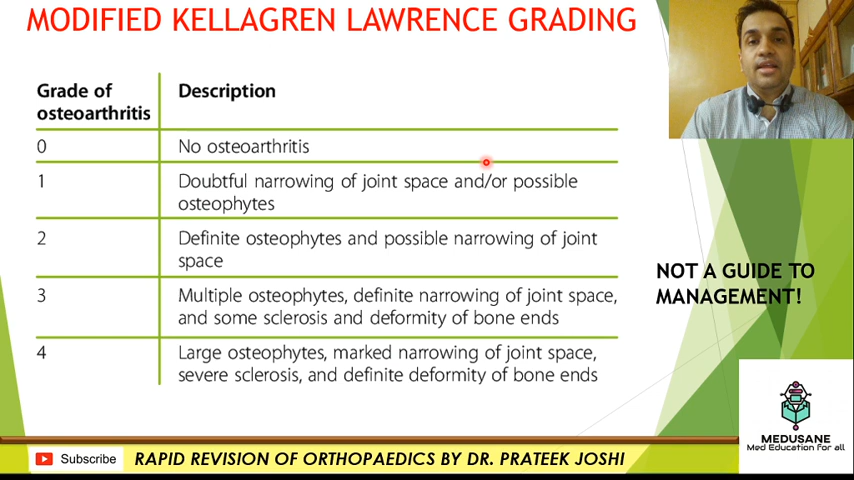 MODIFIED KELLAGREN LAWRENCE GRADING
Grade of
osteoarthritis
Description
0
No osteoarthritis
1
Doubtful narrowing of joint space and/or possible
osteophytes
2
Definite osteophytes and possible narrowing of joint
space
3
Multiple osteophytes, definite narrowing of joint space,
and some sclerosis and deformity of bone ends
4
Large osteophytes, marked narrowing of joint space,
severe sclerosis, and definite deformity of bone ends
NOT A GUIDE TO
MANAGEMENT!
MEDUSANE
Med Education For all
Subscribe
RAPID REVISION OF ORTHOPAEDICS BY DR. PRATEEK JOSHI